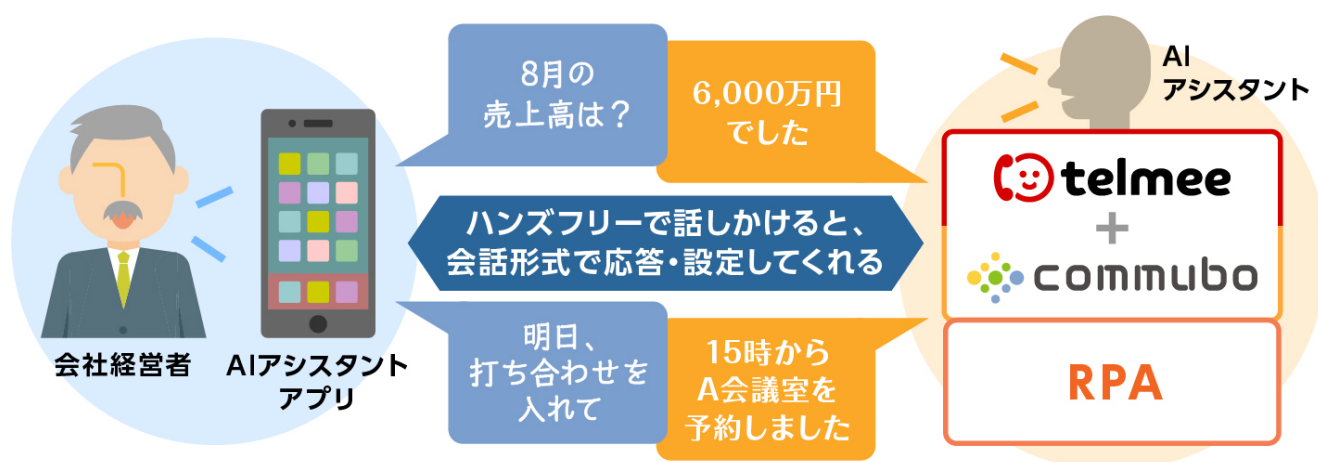 会社経営者
AIアシスタント
アプリ
8月の
売上高は？
6,000万円
でした
ハンズフリーで話しかけると、
会話形式で応答・設定してくれる
明日、
打ち合わせを
入れて
15時から
A会議室を
予約しました
AI
アシスタント
telmee
+
commubo
RPA